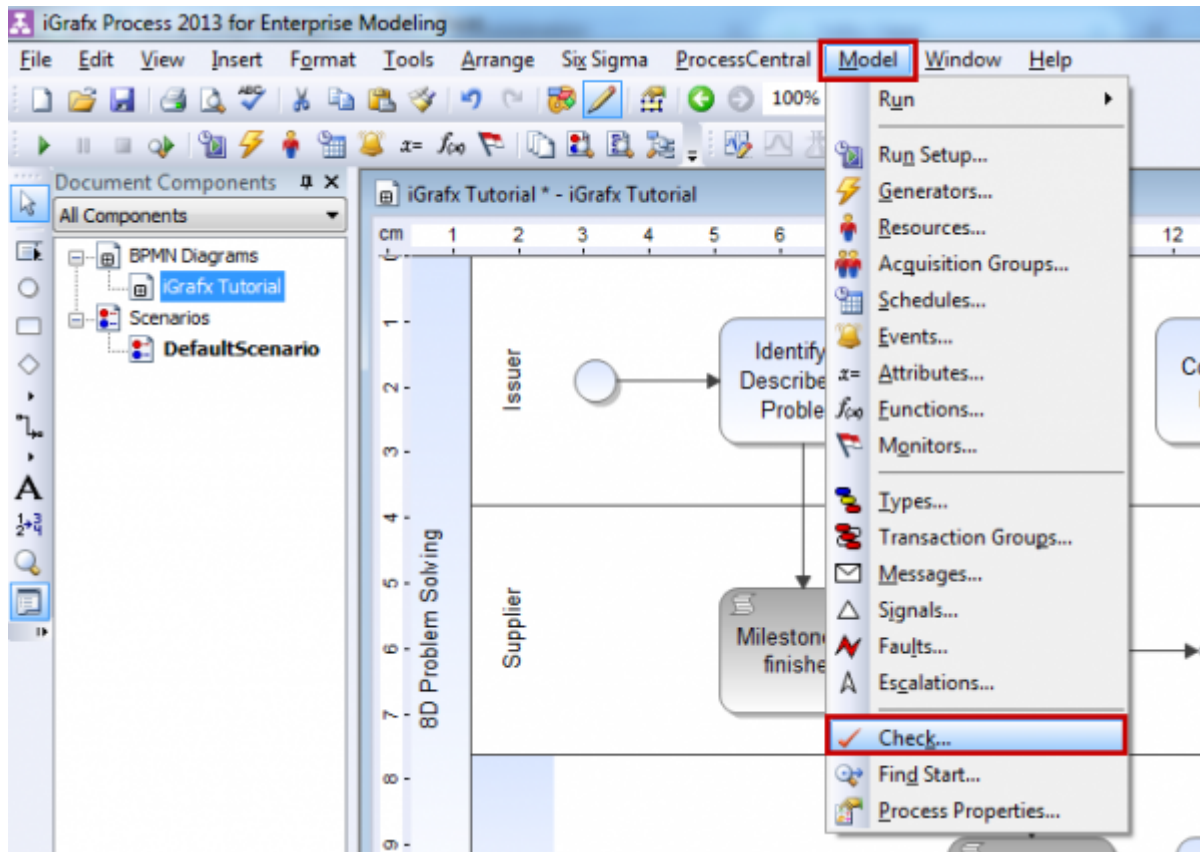 iGrafx Process 2013 for Enterprise Modeling
File Edit View Insert Format Tools Arrange Six Sigma ProcessCentral Model Window Help
100%
Document Components
All Components
BPMN Diagrams
iGrafx Tutorial
Scenarios
DefaultScenario
iGrafx Tutorial * - iGrafx Tutorial
cm 1 2 3 4 5 6 12
1
2
3
4
5
6
7
8
9
8D Problem Solving
Issuer
Supplier
Identify
Describe
Proble
Mileston
finishe
Run
Run Setup...
Generators...
Resources...
Acquisition Groups...
Schedules...
Events...
x= Attributes...
f(x) Functions...
Monitors...
Types...
Transaction Groups...
Messages...
Signals...
Faults...
Escalations...
Check...
Find Start...
Process Properties...